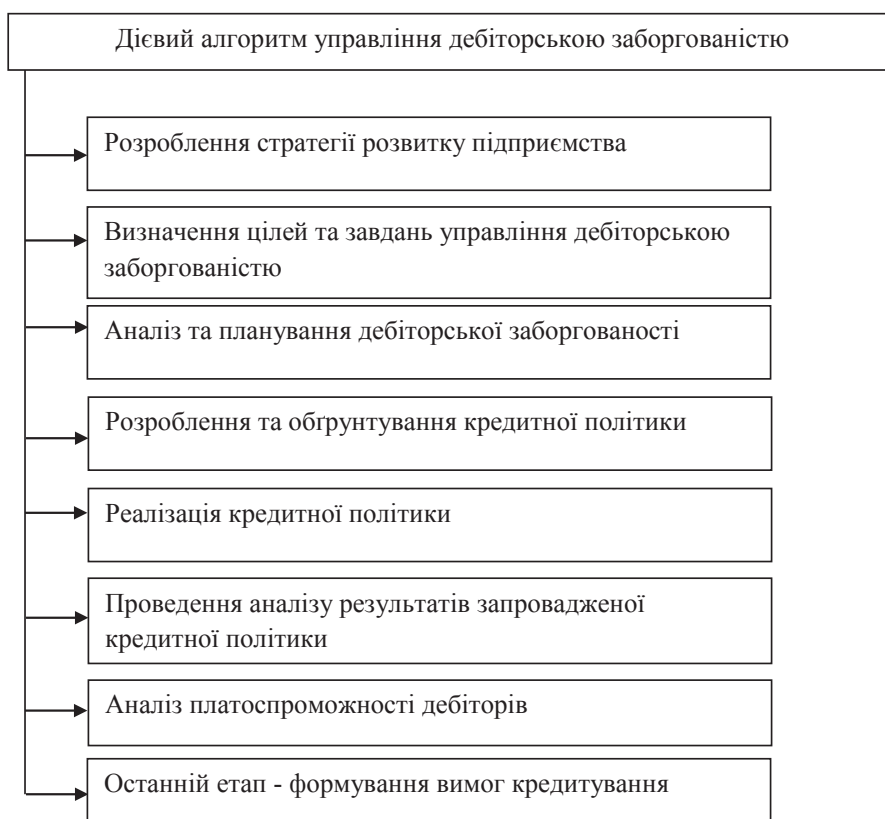 Дієвий алгоритм управління дебіторською заборгованістю
Розроблення стратегії розвитку підприємства
Визначення цілей та завдань управління дебіторською
заборгованістю
Аналіз та планування дебіторської заборгованості
Розроблення та обґрунтування кредитної політики
Реалізація кредитної політики
Проведення аналізу результатів запровадженої
кредитної політики
Аналіз платоспроможності дебіторів
Останній етап - формування вимог кредитування